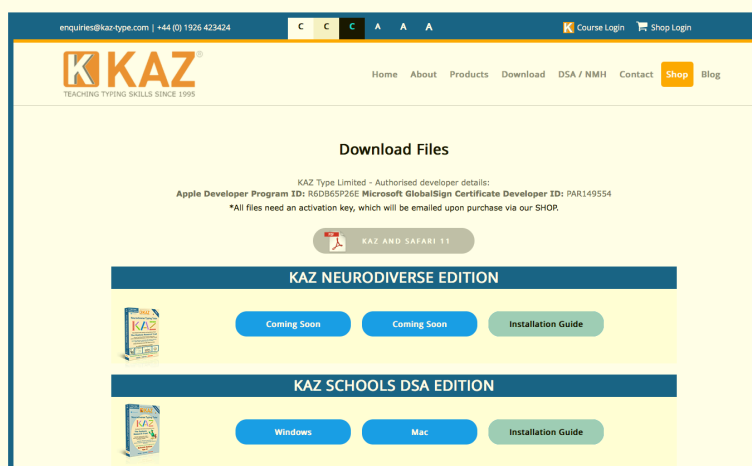 enquiries@kaz-type.com | +44 (0) 1926 423424
C C C A A A
Course Login Shop Login
KAZ®
TEACHING TYPING SKILLS SINCE 1995
Home About Products Download DSA / NMH Contact Shop Blog
Download Files
KAZ Type Limited - Authorised developer details:
Apple Developer Program ID: R6DB65P26E Microsoft GlobalSign Certificate Developer ID: PAR149554
*All files need an activation key, which will be emailed upon purchase via our SHOP.
KAZ AND SAFARI 11
KAZ NEURODIVERSE EDITION
KAZ
Coming Soon Coming Soon Installation Guide
KAZ SCHOOLS DSA EDITION
KAZ
Windows Mac Installation Guide